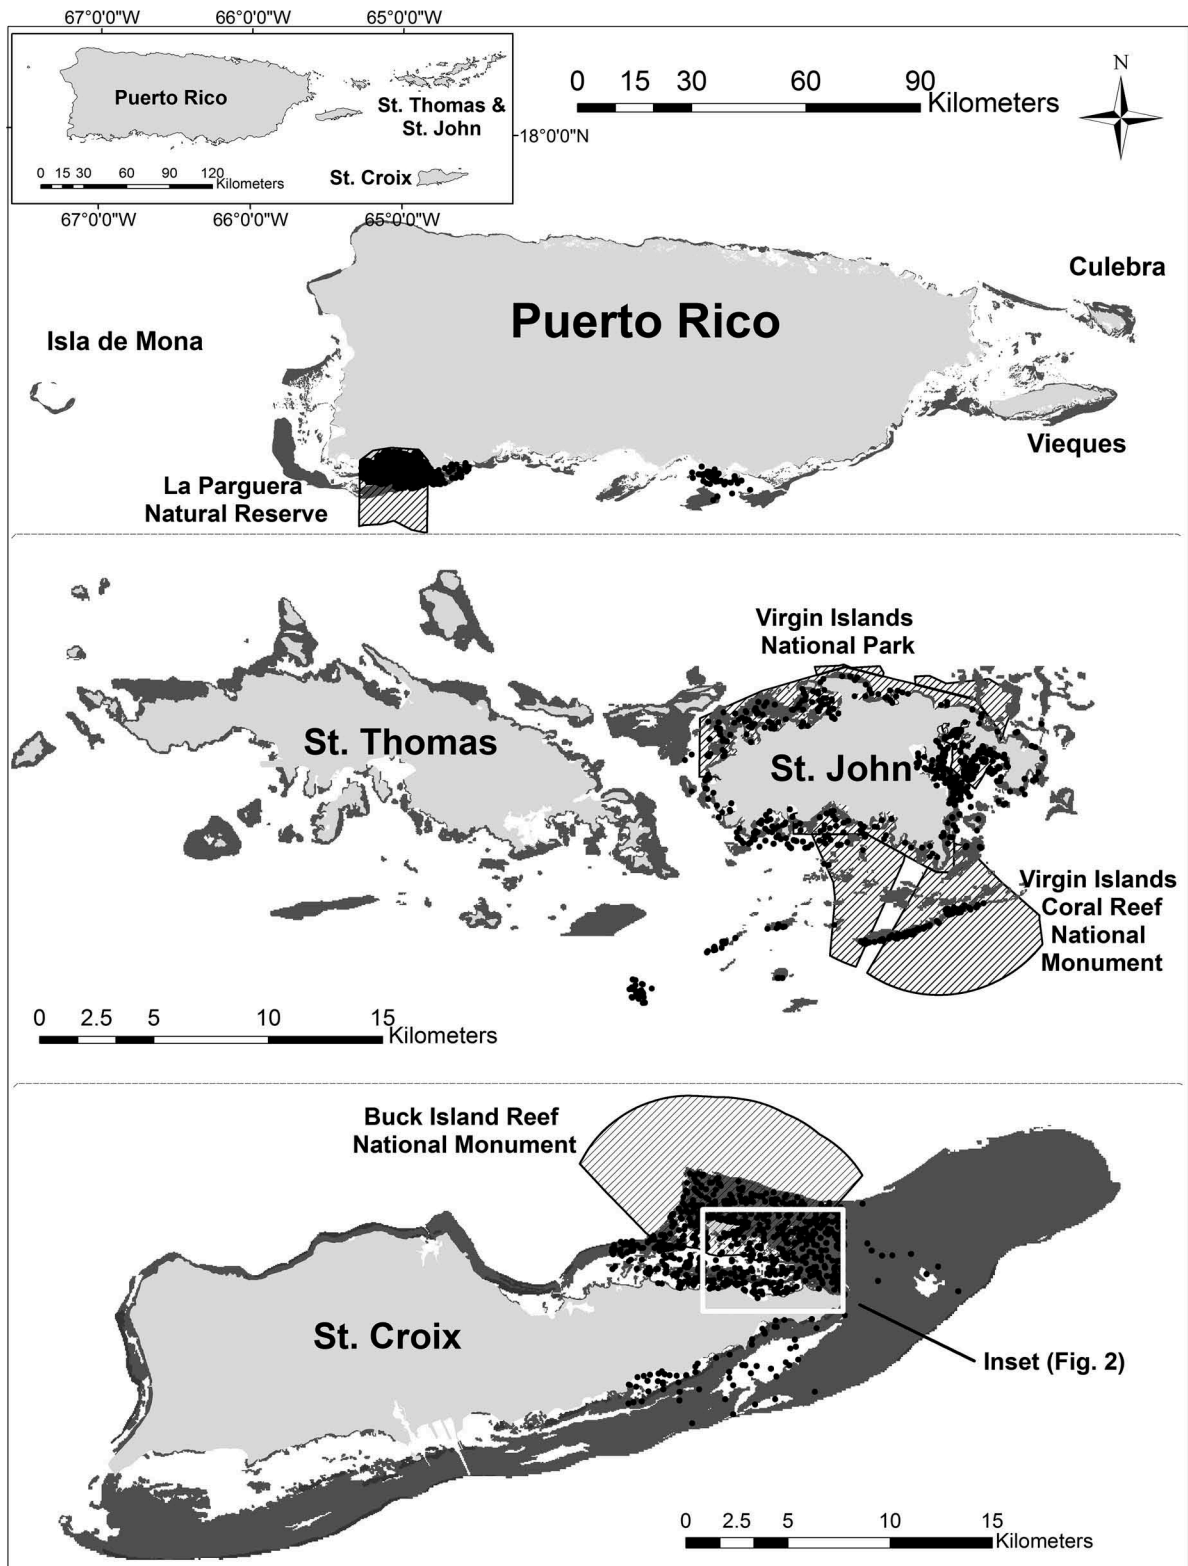 67°0'0"W 66°0'0"W 65°0'0"W
Puerto Rico
St. Thomas &
St. John
18°0'0"N
0 15 30 60 90 120
Kilometers
St. Croix
67°0'0"W 66°0'0"W 65°0'0"W
0 15 30 60 90
Kilometers
N
Culebra
Puerto Rico
Isla de Mona
Vieques
La Parguera
Natural Reserve
Virgin Islands
National Park
St. Thomas
St. John
Virgin Islands
Coral Reef
National
Monument
0 2.5 5 10 15
Kilometers
Buck Island Reef
National Monument
St. Croix
Inset (Fig. 2)
0 2.5 5 10 15
Kilometers